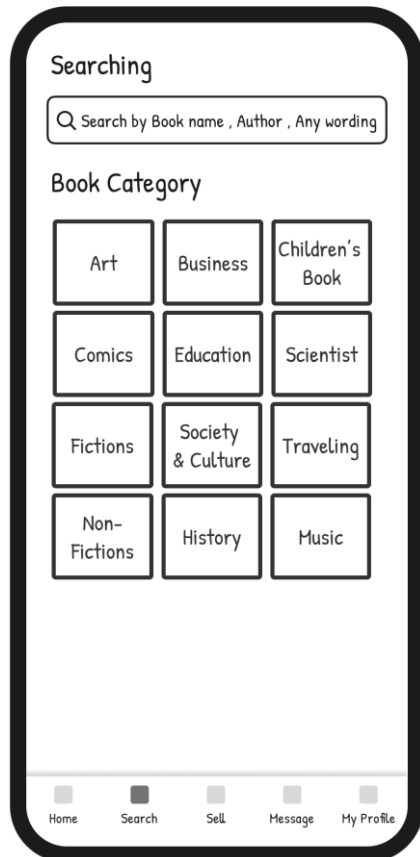 Searching
Search by Book name , Author , Any wording
Book Category
Art
Business
Children's
Book
Comics
Education
Scientist
Fictions
Society
& Culture
Traveling
Non-
Fictions
History
Music
Home
Search
Sell
Message
My Profile